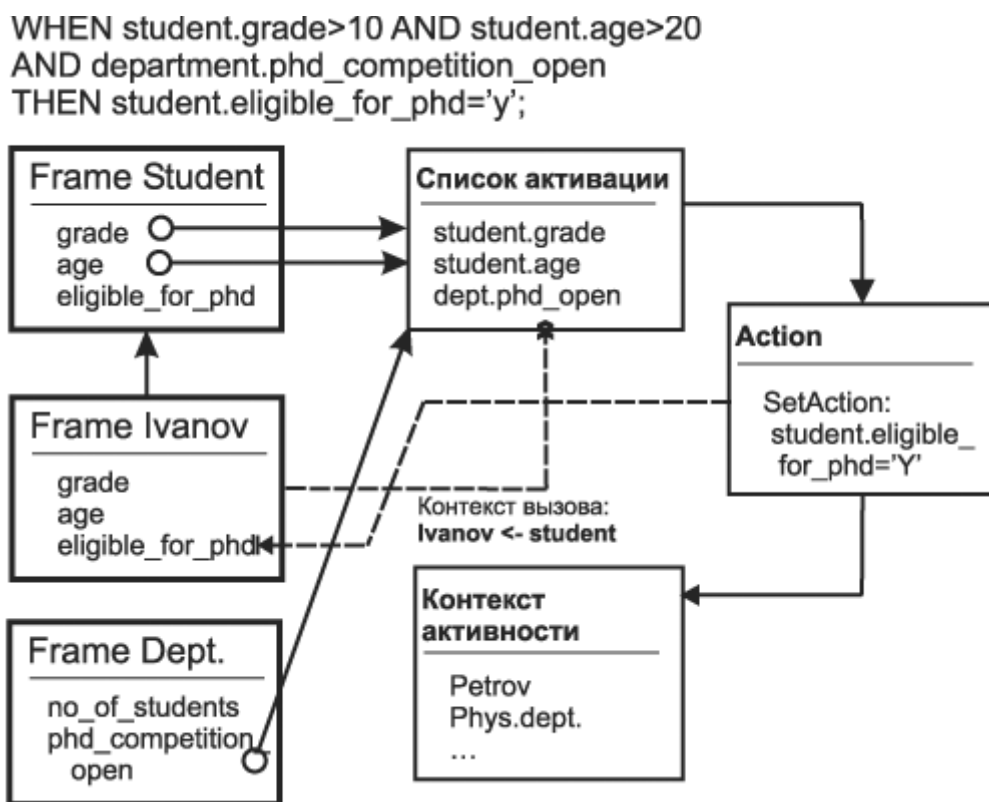 WHEN student.grade>10 AND student.age>20
AND department.phd_competition_open
THEN student.eligible_for_phd=’y’;
Frame Student
grade
age
eligible_for_phd
Список активации
student.grade
student.age
dept.phd_open
Action
SetAction:
student.eligible_
for_phd=’Y’
Frame Ivanov
grade
age
eligible_for_phd
Контекст вызова:
Ivanov <- student
Контекст
активности
Petrov
Phys.dept.
...
Frame Dept.
no_of_students
phd_competition_
open